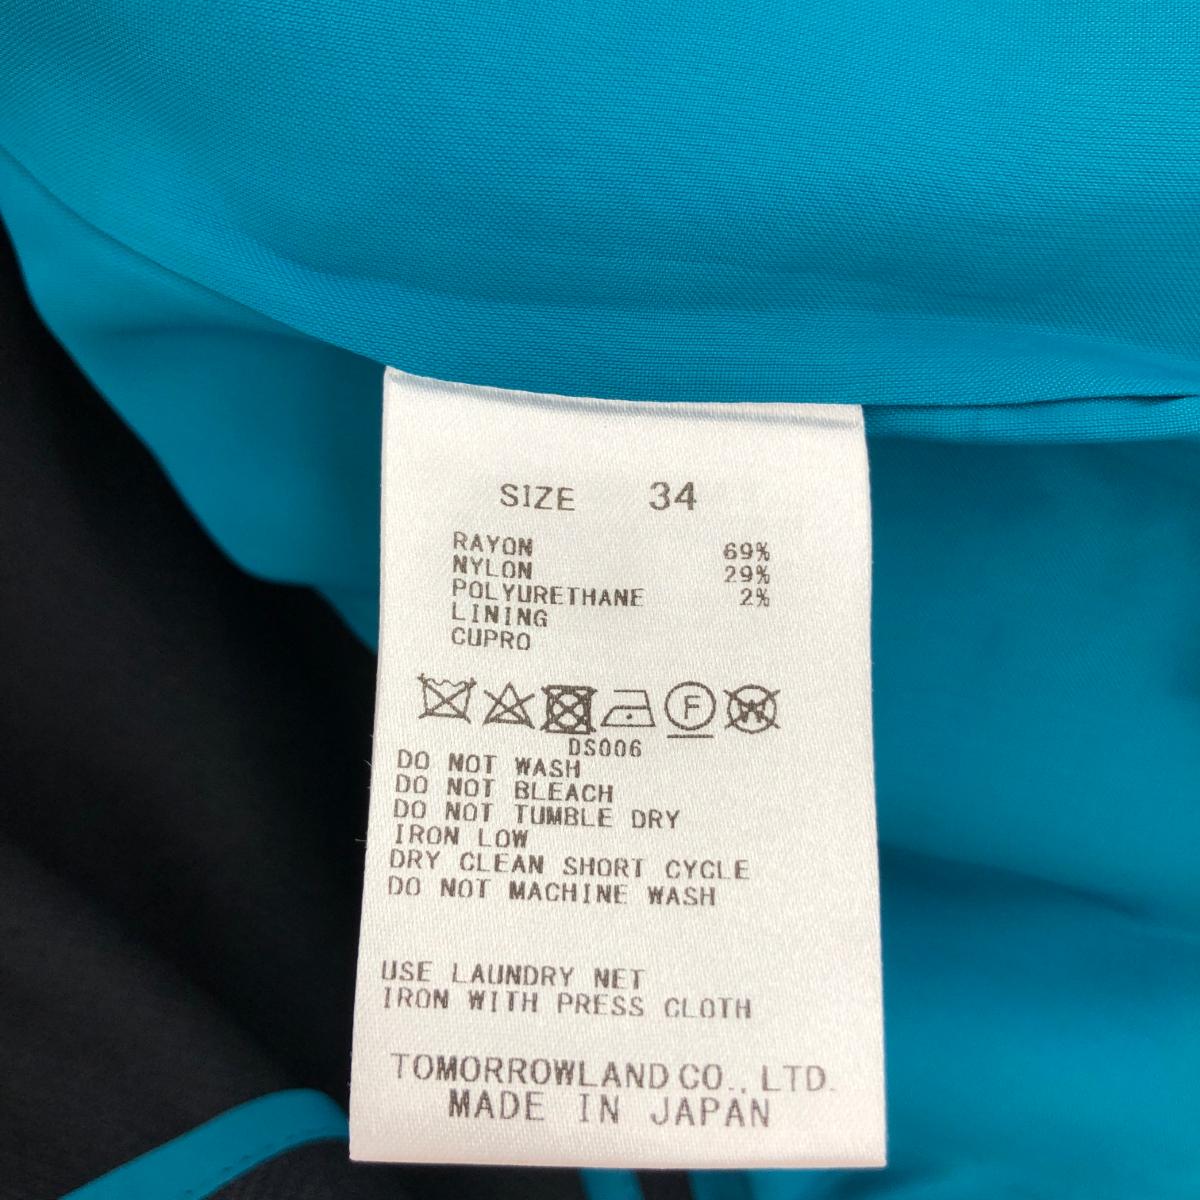 SIZE 34
RAYON 69%
NYLON 29%
POLYURETHANE 2%
LINING
CUPRO
F W
DS006
DO NOT WASH
DO NOT BLEACH
DO NOT TUMBLE DRY
IRON LOW
DRY CLEAN SHORT CYCLE
DO NOT MACHINE WASH
USE LAUNDRY NET
IRON WITH PRESS CLOTH
TOMORROWLAND CO., LTD.
MADE IN JAPAN